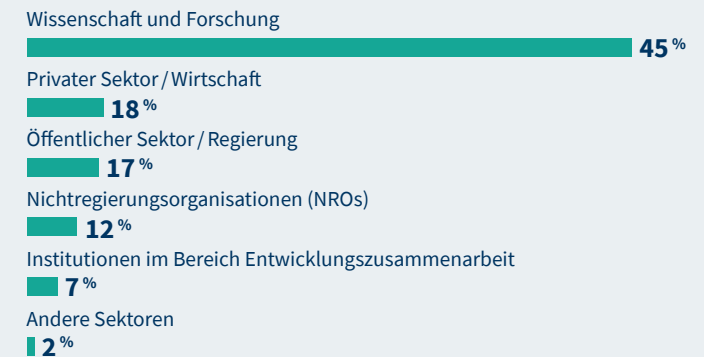 Wissenschaft und Forschung
45 %
Privater Sektor / Wirtschaft
18 %
Öffentlicher Sektor / Regierung
17 %
Nichtregierungsorganisationen (NROs)
12 %
Institutionen im Bereich Entwicklungszusammenarbeit
7 %
Andere Sektoren
2 %